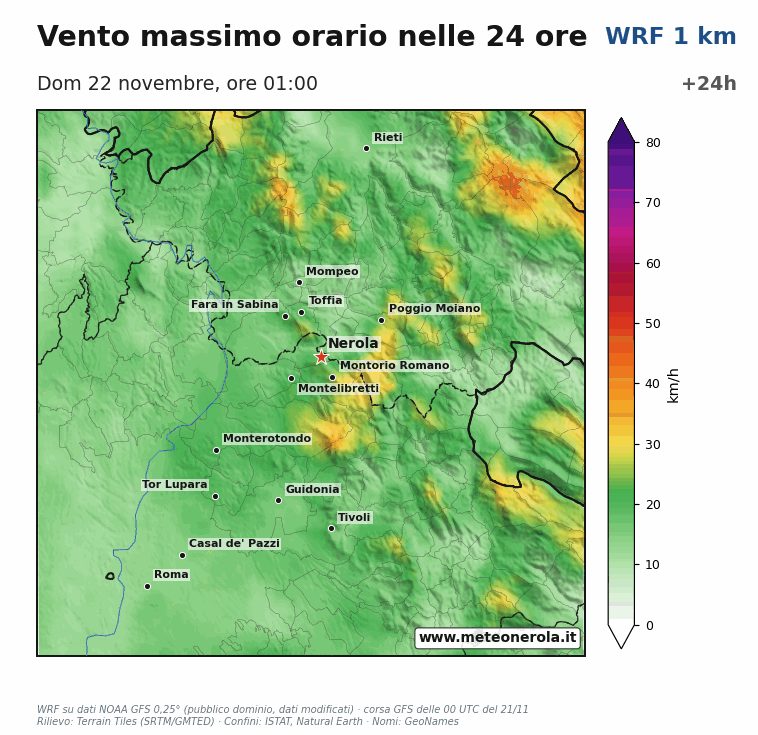 Vento massimo orario nelle 24 ore WRF 1 km
Dom 22 novembre, ore 01:00 +24h
Rieti
Mompeo
Toffia
Fara in Sabina
Poggio Moiano
Nerola
Montorio Romano
Montelibretti
Monterotondo
Tor Lupara
Guidonia
Tivoli
Casal de' Pazzi
Roma
www.meteonerola.it
80
70
60
50
40
30
20
10
0
km/h
WRF su dati NOAA GFS 0,25° (pubblico dominio, dati modificati) · corsa GFS delle 00 UTC del 21/11
Rilievo: Terrain Tiles (SRTM/GMTED) · Confini: ISTAT, Natural Earth · Nomi: GeoNames